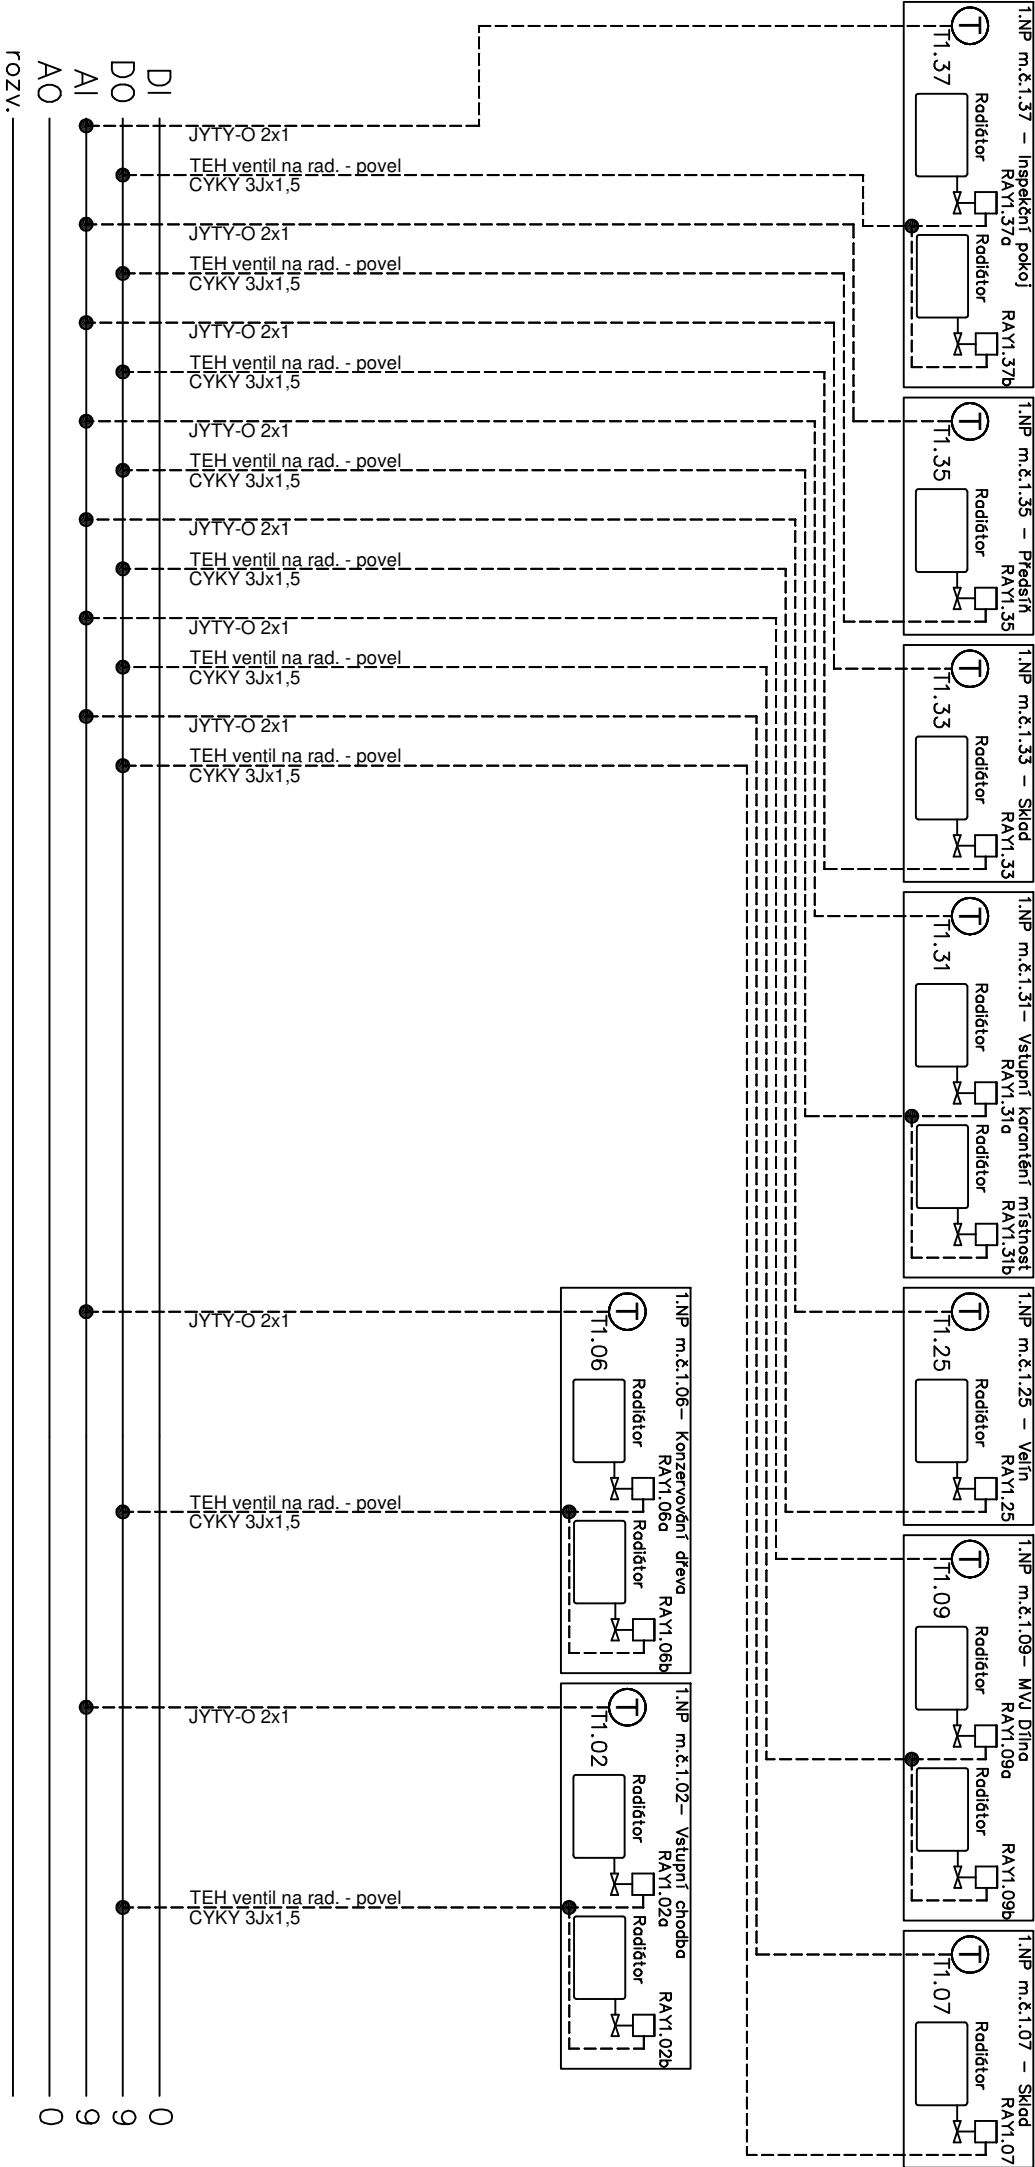 1.NP m.č.1.37 – Inspekční pokoj
T1.37
Radiátor
RAY1.37a
Radiátor
RAY1.37b
1.NP m.č.1.35 – Předsíň
T1.35
Radiátor
RAY1.35
1.NP m.č.1.33 – Sklad
T1.33
Radiátor
RAY1.33
1.NP m.č.1.31– Vstupní karanténí místnost
T1.31
Radiátor
RAY1.31a
Radiátor
RAY1.31b
1.NP m.č.1.25 – Velín
T1.25
Radiátor
RAY1.25
1.NP m.č.1.09– MVJ Dílna
T1.09
Radiátor
RAY1.09a
Radiátor
RAY1.09b
1.NP m.č.1.07 – Sklad
T1.07
Radiátor
RAY1.07
1.NP m.č.1.06– Konzervování dřeva
T1.06
Radiátor
RAY1.06a
Radiátor
RAY1.06b
1.NP m.č.1.02– Vstupní chodba
T1.02
Radiátor
RAY1.02a
Radiátor
RAY1.02b
JYTY-O 2x1
TEH ventil na rad. - povel
CYKY 3Jx1,5
JYTY-O 2x1
TEH ventil na rad. - povel
CYKY 3Jx1,5
JYTY-O 2x1
TEH ventil na rad. - povel
CYKY 3Jx1,5
JYTY-O 2x1
TEH ventil na rad. - povel
CYKY 3Jx1,5
JYTY-O 2x1
TEH ventil na rad. - povel
CYKY 3Jx1,5
JYTY-O 2x1
TEH ventil na rad. - povel
CYKY 3Jx1,5
JYTY-O 2x1
TEH ventil na rad. - povel
CYKY 3Jx1,5
JYTY-O 2x1
TEH ventil na rad. - povel
CYKY 3Jx1,5
JYTY-O 2x1
TEH ventil na rad. - povel
CYKY 3Jx1,5
DI 0
DO 9
AI 9
AO 0
rozv.